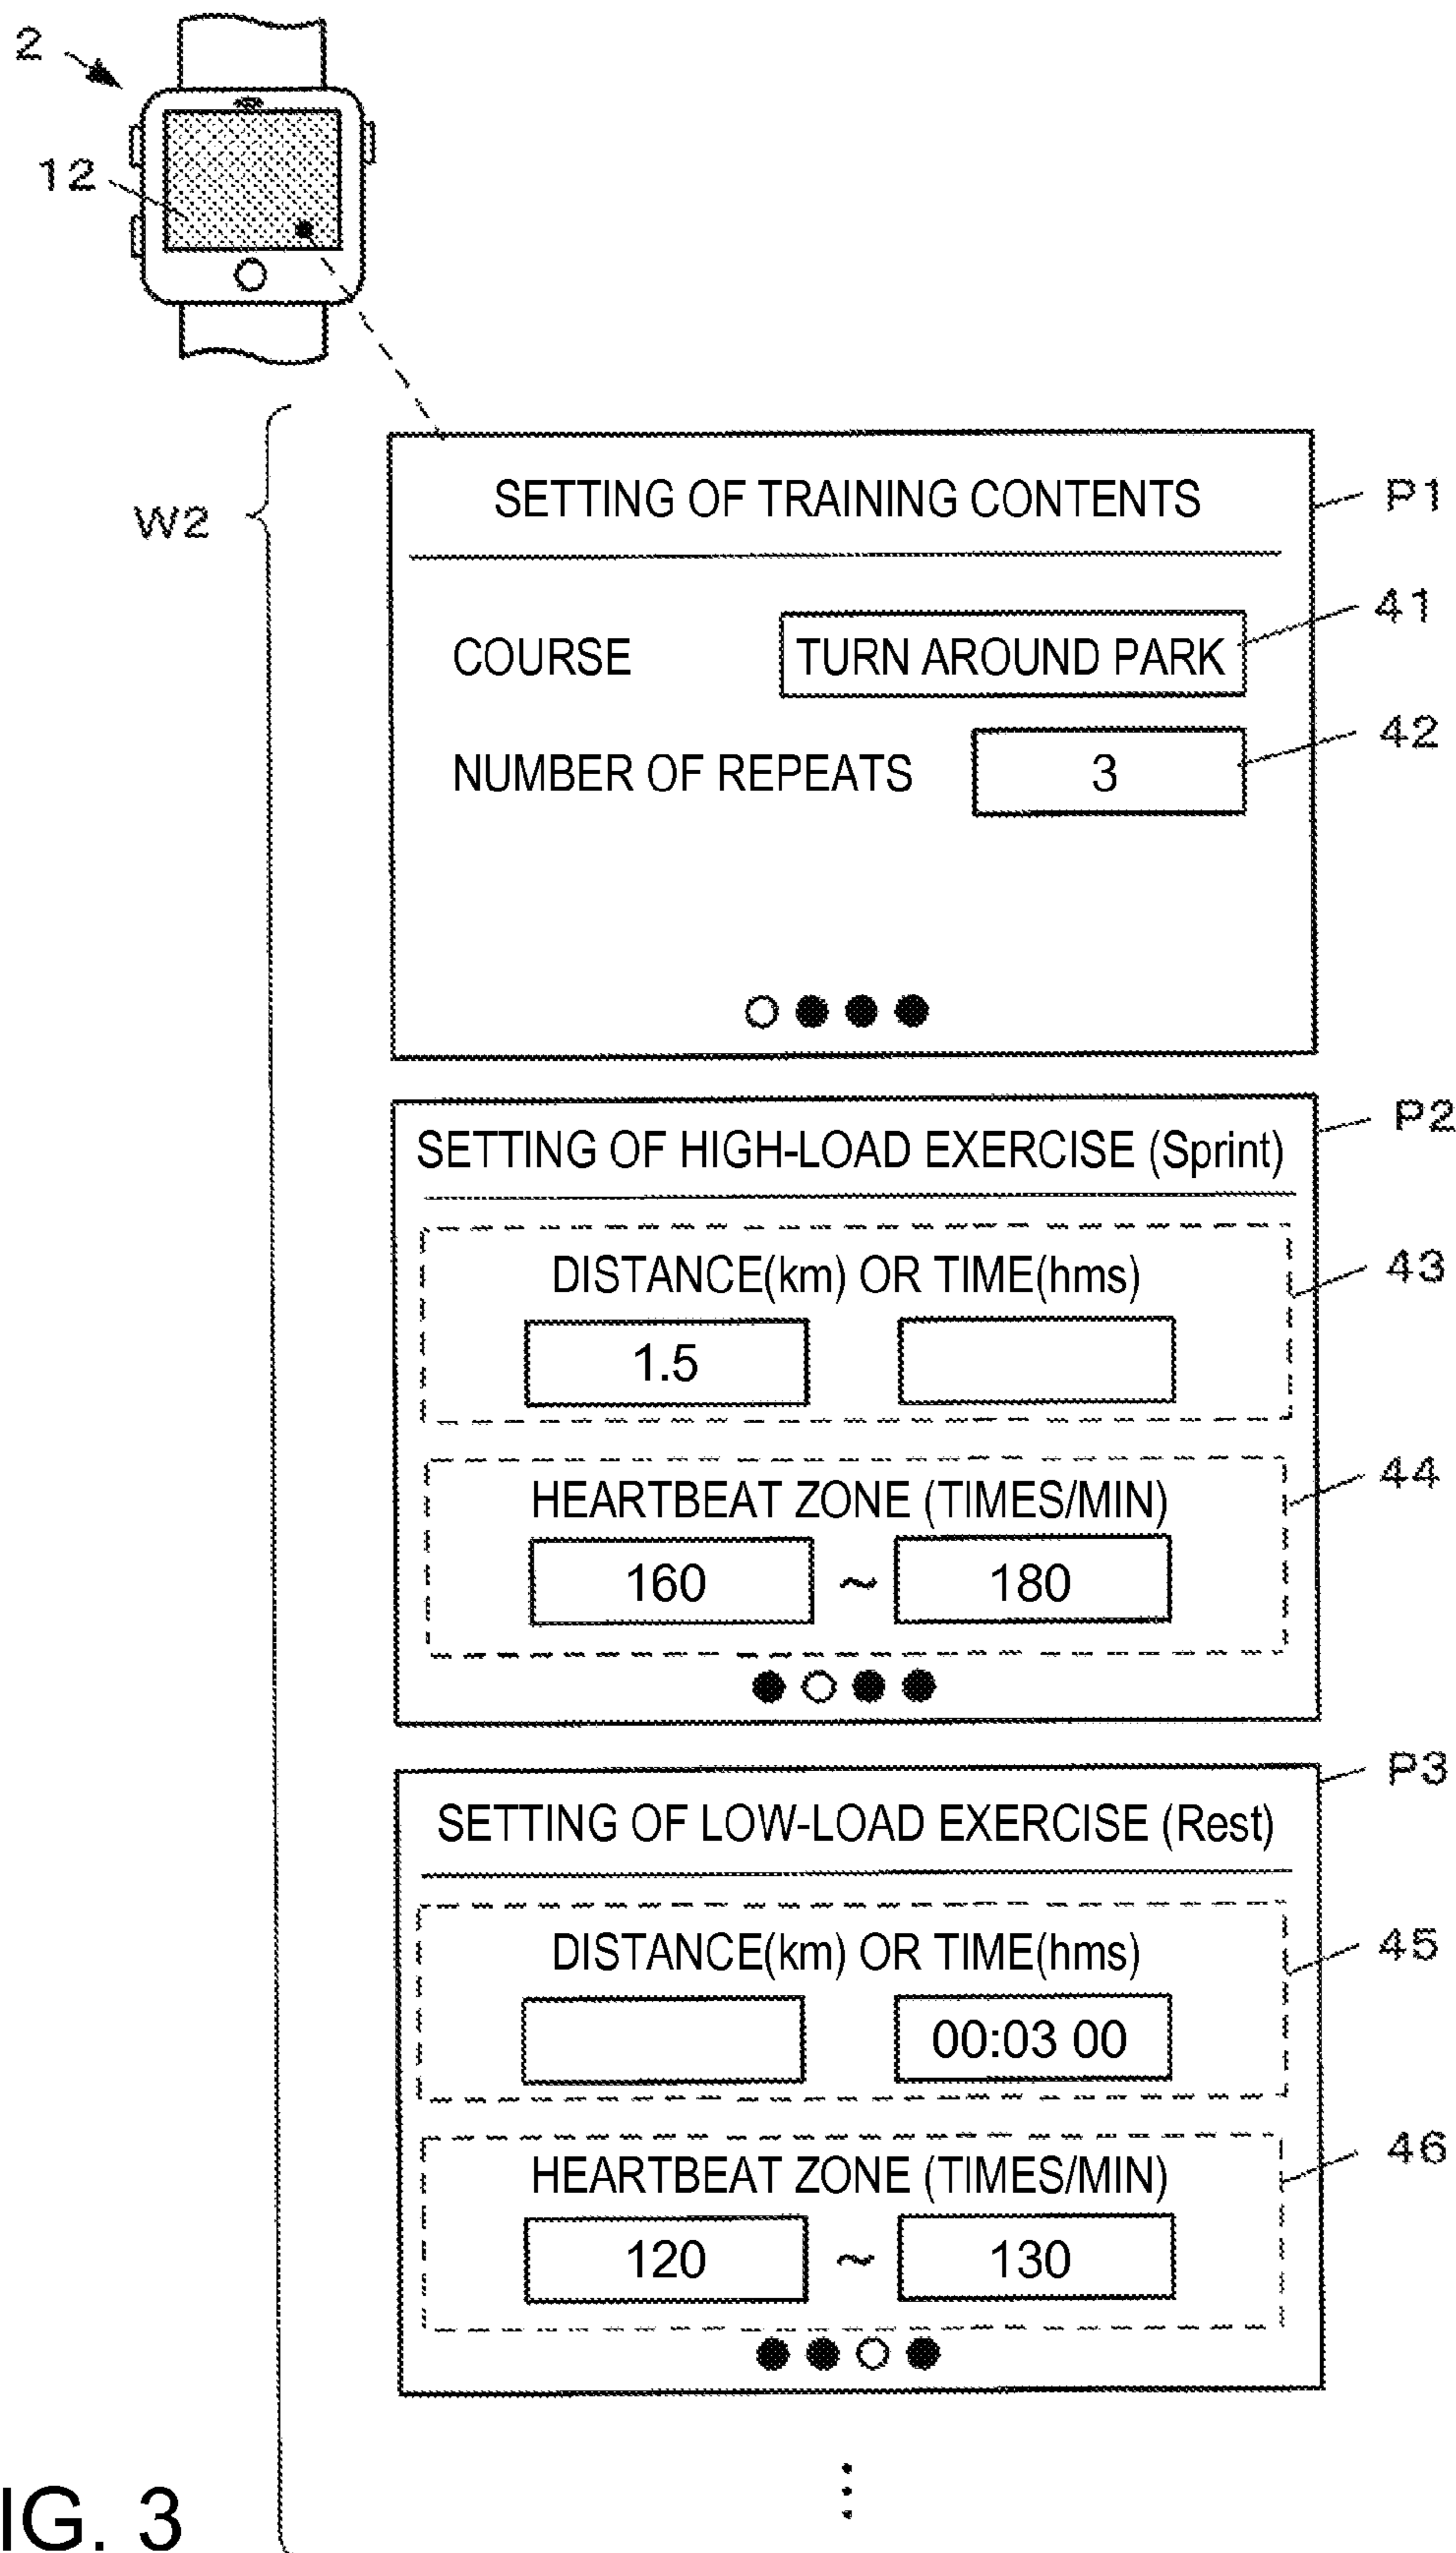 2
12
W2
SETTING OF TRAINING CONTENTS
P1
COURSE
TURN AROUND PARK
41
NUMBER OF REPEATS
3
42
SETTING OF HIGH-LOAD EXERCISE (Sprint)
P2
DISTANCE(km) OR TIME(hms)
43
1.5
HEARTBEAT ZONE (TIMES/MIN)
44
160 ~ 180
SETTING OF LOW-LOAD EXERCISE (Rest)
P3
DISTANCE(km) OR TIME(hms)
45
00:03 00
HEARTBEAT ZONE (TIMES/MIN)
46
120 ~ 130
IG. 3